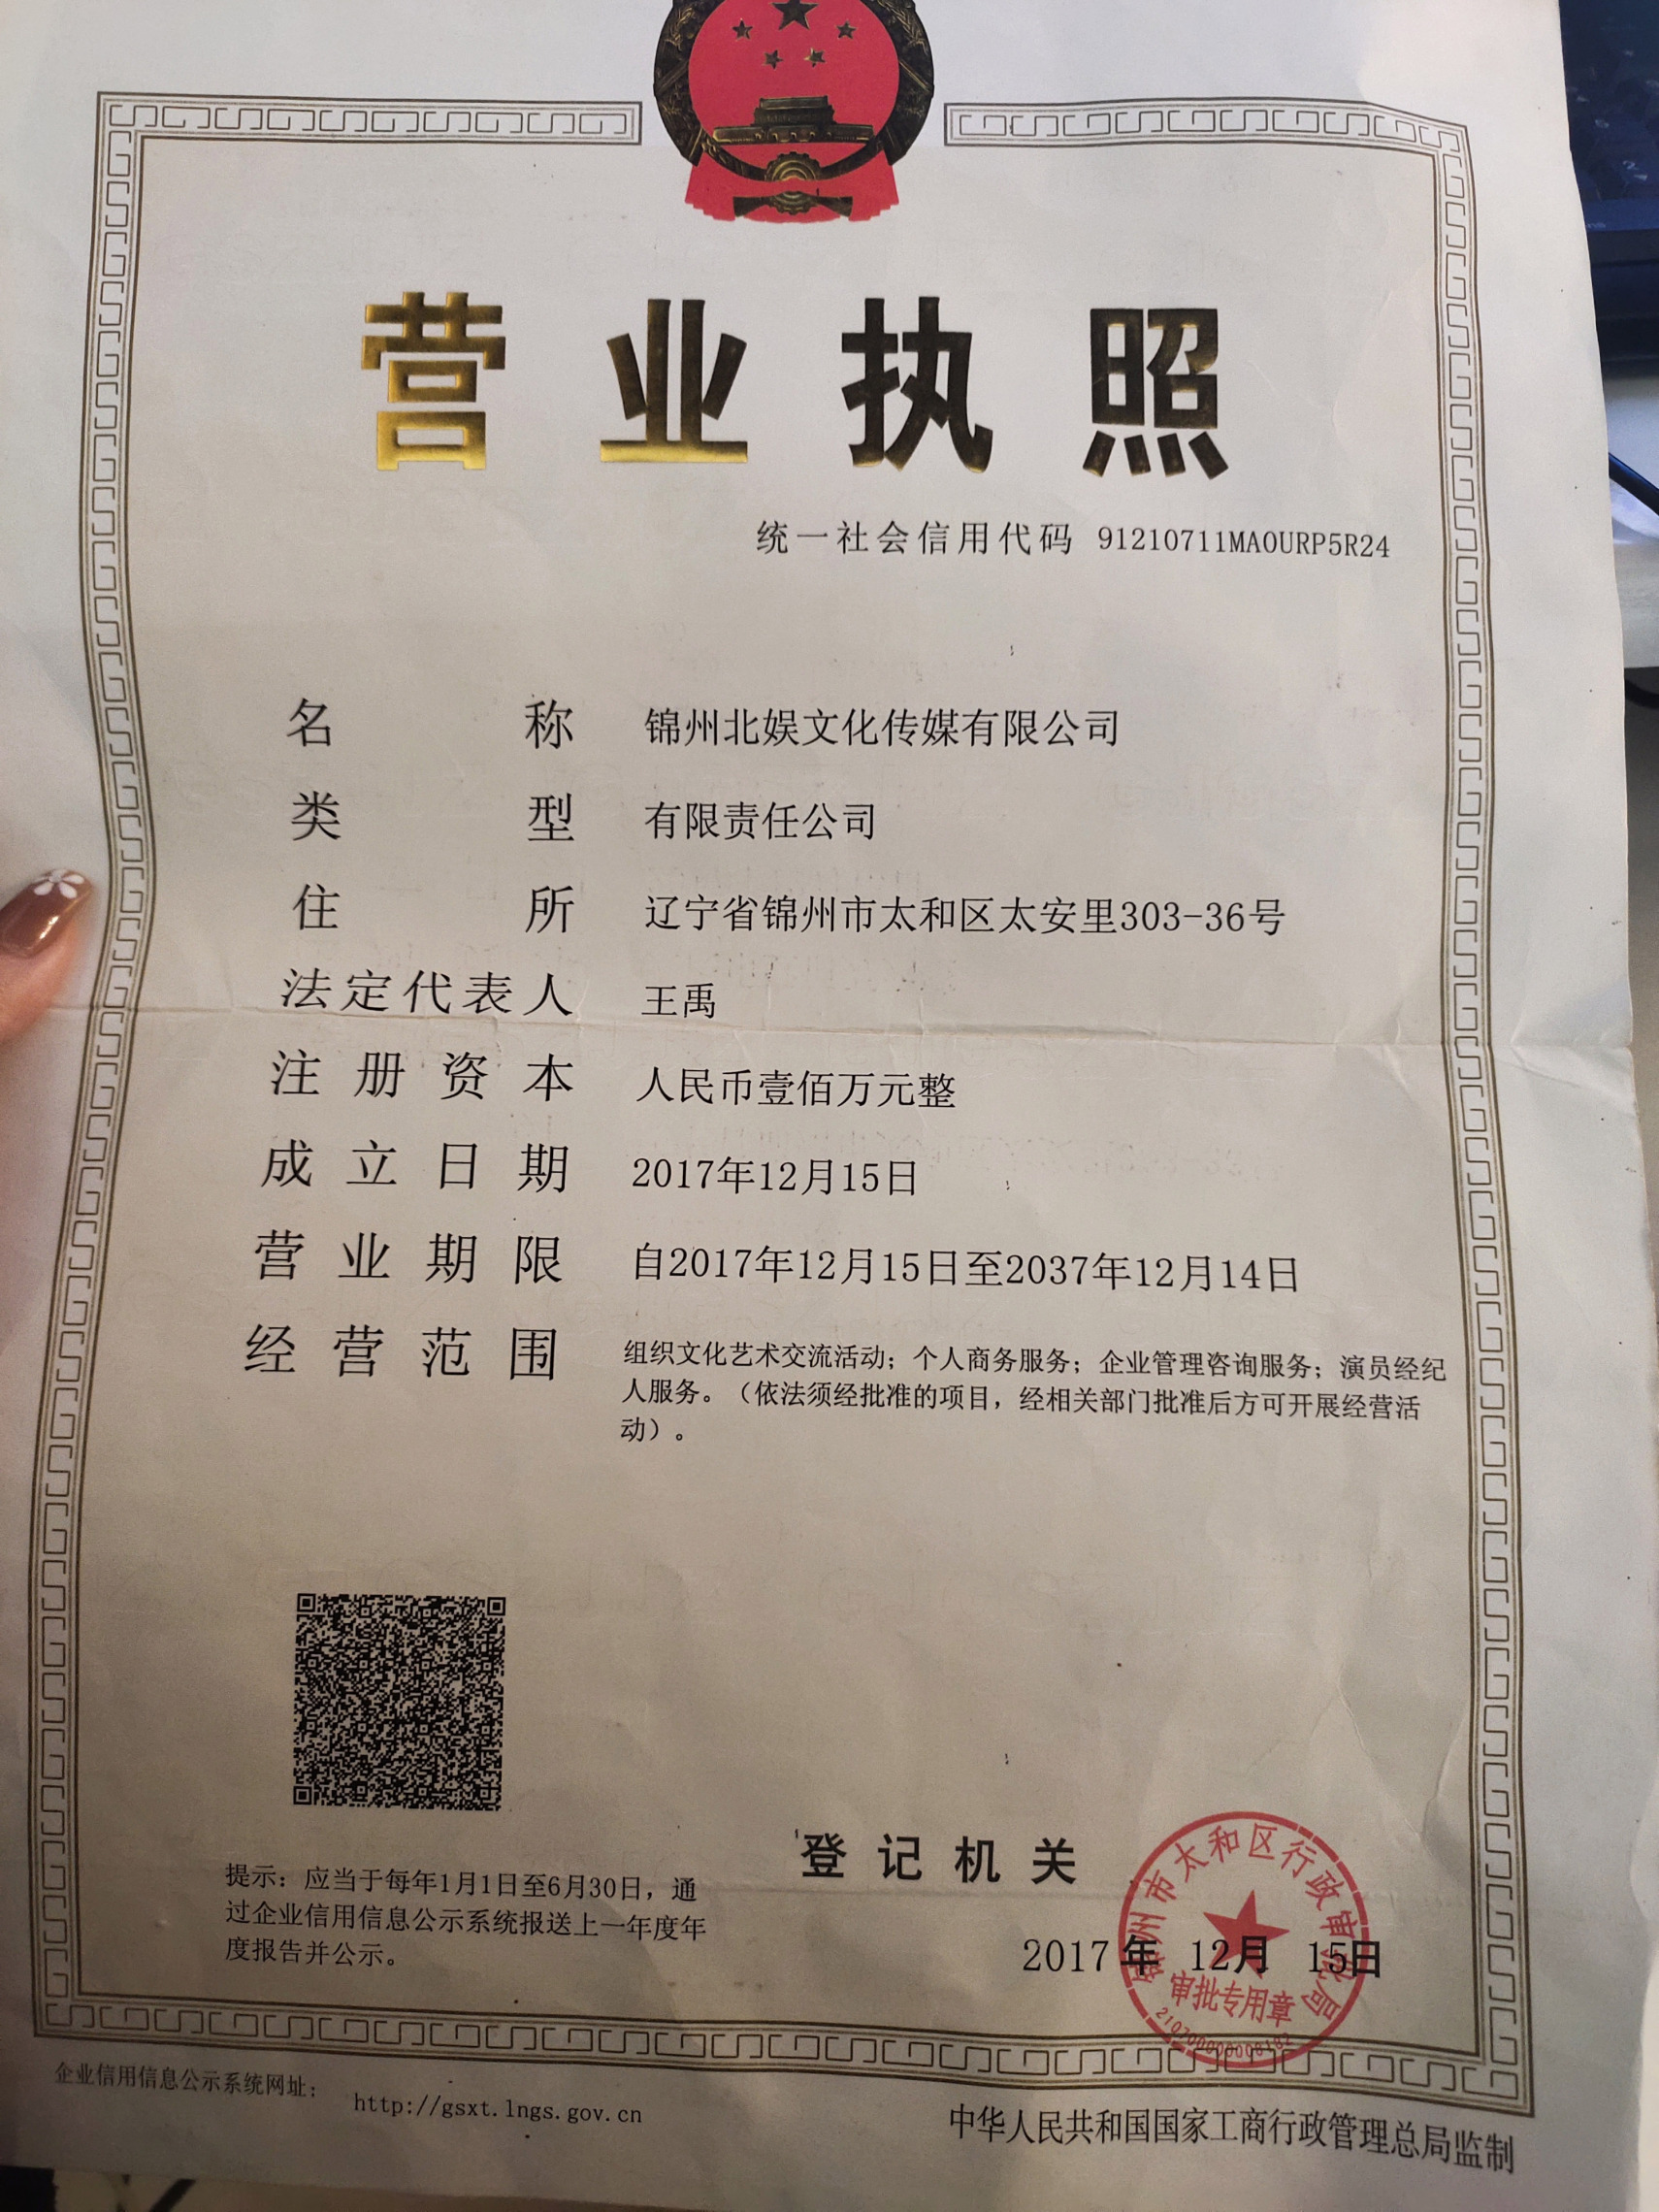 营业执照
统一社会信用代码 91210711MA0URP5R24
名称 锦州北娱文化传媒有限公司
类型 有限责任公司
住所 辽宁省锦州市太和区太安里303-36号
法定代表人 王禹
注册资本 人民币壹佰万元整
成立日期 2017年12月15日
营业期限 自2017年12月15日至2037年12月14日
经营范围 组织文化艺术交流活动；个人商务服务；企业管理咨询服务；演员经纪
人服务。（依法须经批准的项目，经相关部门批准后方可开展经营活
动）。
登记机关
锦州市太和区行政审批局
2017年 12月 15日
审批专用章
210700000008182
提示：应当于每年1月1日至6月30日，通
过企业信用信息公示系统报送上一年度年
度报告并公示。
企业信用信息公示系统网址： http://gsxt.lngs.gov.cn
中华人民共和国国家工商行政管理总局监制